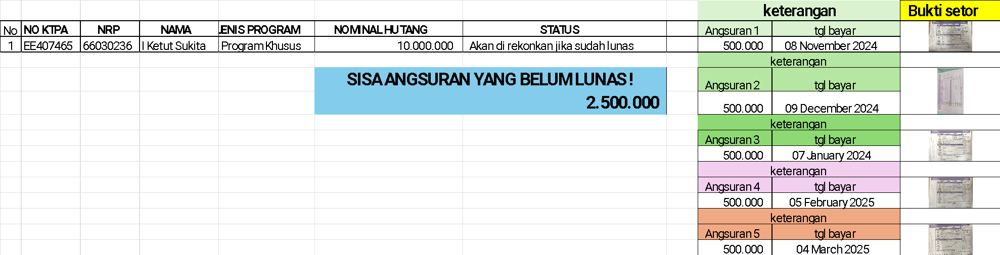 keterangan Bukti setor
No NO KTPA NRP NAMA JENIS PROGRAM NOMINAL HUTANG STATUS Angsuran 1 tgl bayar
1 EE407465 66030236 I Ketut Sukita Program Khusus 10.000.000 Akan di rekonkan jika sudah lunas 500.000 08 November 2024
keterangan
SISA ANGSURAN YANG BELUM LUNAS !
Angsuran 2 tgl bayar
2.500.000
500.000 09 December 2024
keterangan
Angsuran 3 tgl bayar
500.000 07 January 2024
keterangan
Angsuran 4 tgl bayar
500.000 05 February 2025
keterangan
Angsuran 5 tgl bayar
500.000 04 March 2025